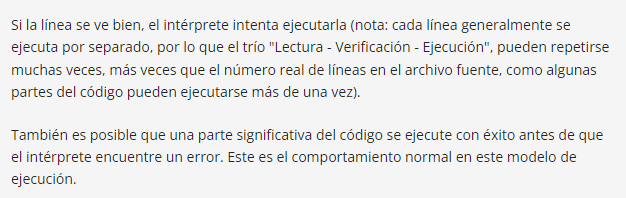 Si la línea se ve bien, el intérprete intenta ejecutarla (nota: cada línea generalmente se
ejecuta por separado, por lo que el trío "Lectura - Verificación - Ejecución", pueden repetirse
muchas veces, más veces que el número real de líneas en el archivo fuente, como algunas
partes del código pueden ejecutarse más de una vez).
También es posible que una parte significativa del código se ejecute con éxito antes de que
el intérprete encuentre un error. Este es el comportamiento normal en este modelo de
ejecución.